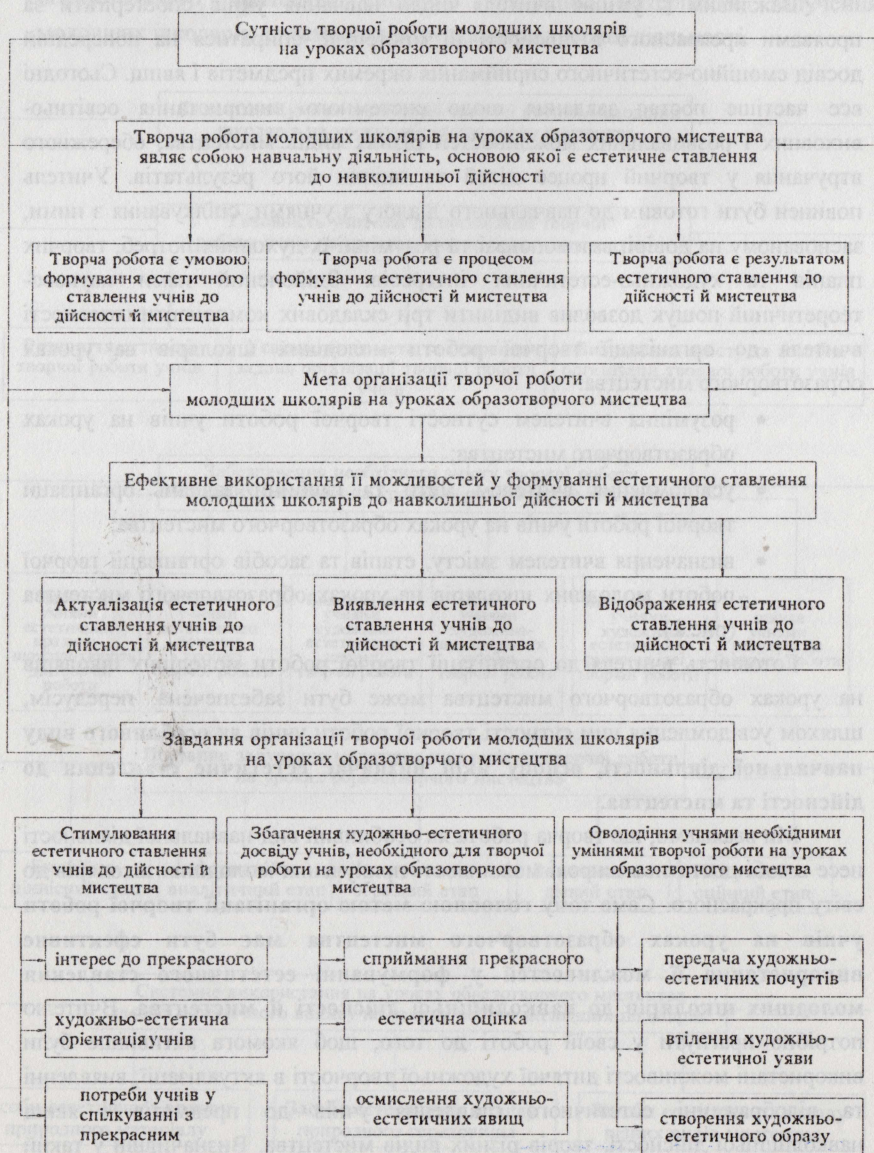 Сутність творчої роботи молодших школярів
на уроках образотворчого мистецтва
Творча робота молодших школярів на уроках образотворчого мистецтва
являє собою навчальну діяльність, основою якої є естетичне ставлення
до навколишньої дійсності
Творча робота є умовою
формування естетичного
ставлення учнів до
дійсності й мистецтва
Творча робота є процесом
формування естетичного ставлення
учнів до дійсності й мистецтва
Творча робота є результатом
естетичного ставлення до
дійсності й мистецтва
Мета організації творчої роботи
молодших школярів на уроках образотворчого мистецтва
Ефективне використання її можливостей у формуванні естетичного ставлення
молодших школярів до навколишньої дійсності й мистецтва
Актуалізація естетичного
ставлення учнів до
дійсності й мистецтва
Виявлення естетичного
ставлення учнів до
дійсності й мистецтва
Відображення естетичного
ставлення учнів до
дійсності й мистецтва
Завдання організації творчої роботи молодших школярів
на уроках образотворчого мистецтва
Стимулювання
естетичного ставлення
учнів до дійсності й
мистецтва
Збагачення художньо-естетичного
досвіду учнів, необхідного для творчої
роботи на уроках образотворчого
мистецтва
Оволодіння учнями необхідними
уміннями творчої роботи на уроках
образотворчого мистецтва
інтерес до прекрасного
художньо-естетична
орієнтація учнів
потреби учнів у
спілкуванні з
прекрасним
сприймання прекрасного
естетична оцінка
осмислення художньо-
естетичних явищ
передача художньо-
естетичних почуттів
втілення художньо-
естетичної уяви
створення художньо-
естетичного образу